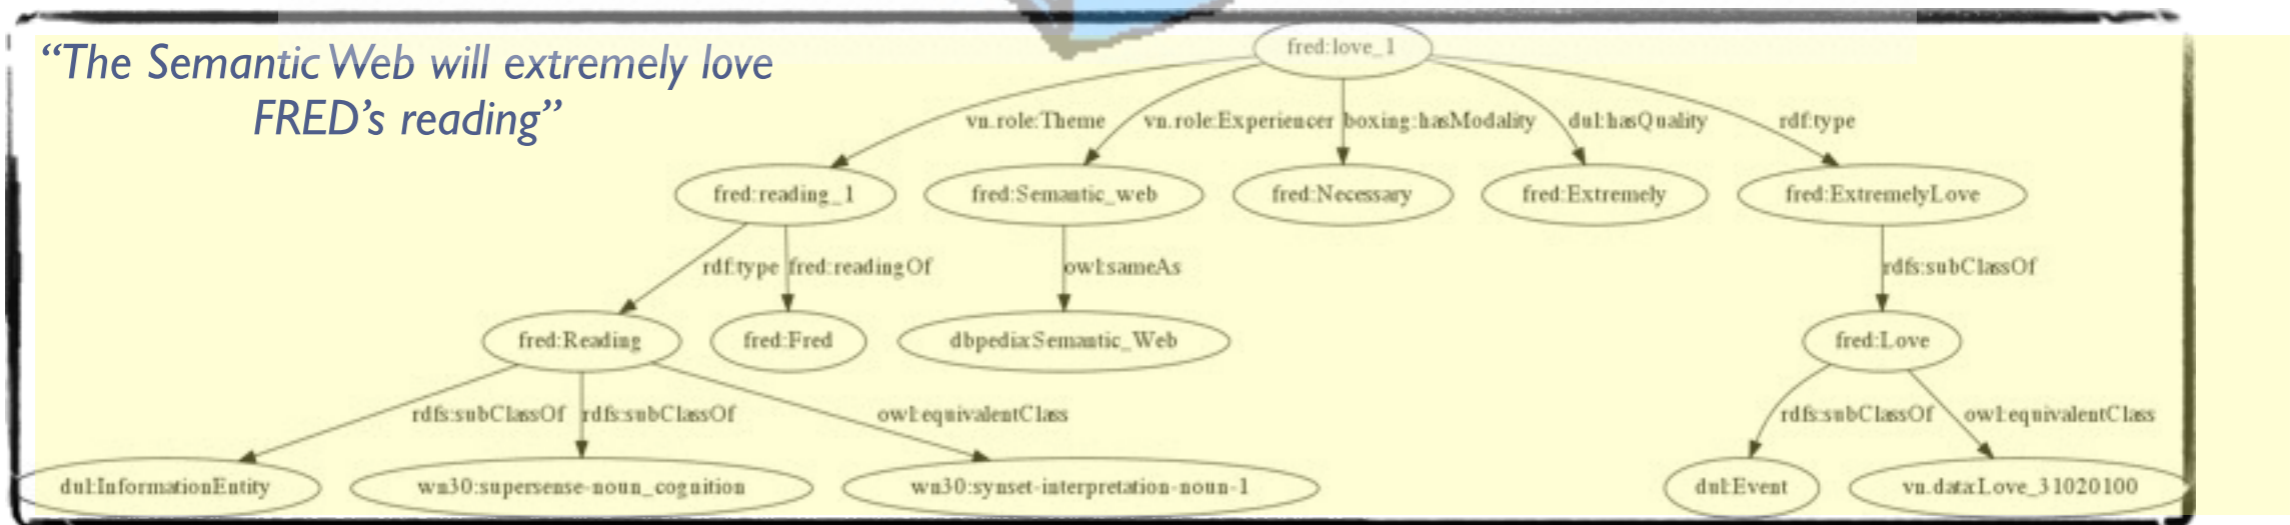 “The Semantic Web will extremely love
FRED’s reading”
fred:love_1
vn.role:Theme vn.role:Experiencer boxing:hasModality dul:hasQuality rdf:type
fred:reading_1 fred:Semantic_web fred:Necessary fred:Extremely fred:ExtremelyLove
rdf:type fred:readingOf owl:sameAs rdfs:subClassOf
fred:Reading fred:Fred dbpedia:Semantic_Web fred:Love
rdfs:subClassOf rdfs:subClassOf owl:equivalentClass rdfs:subClassOf owl:equivalentClass
dul:InformationEntity wn30:supersense-noun_cognition wn30:synset-interpretation-noun-1 dul:Event vn.data:Love_31020100